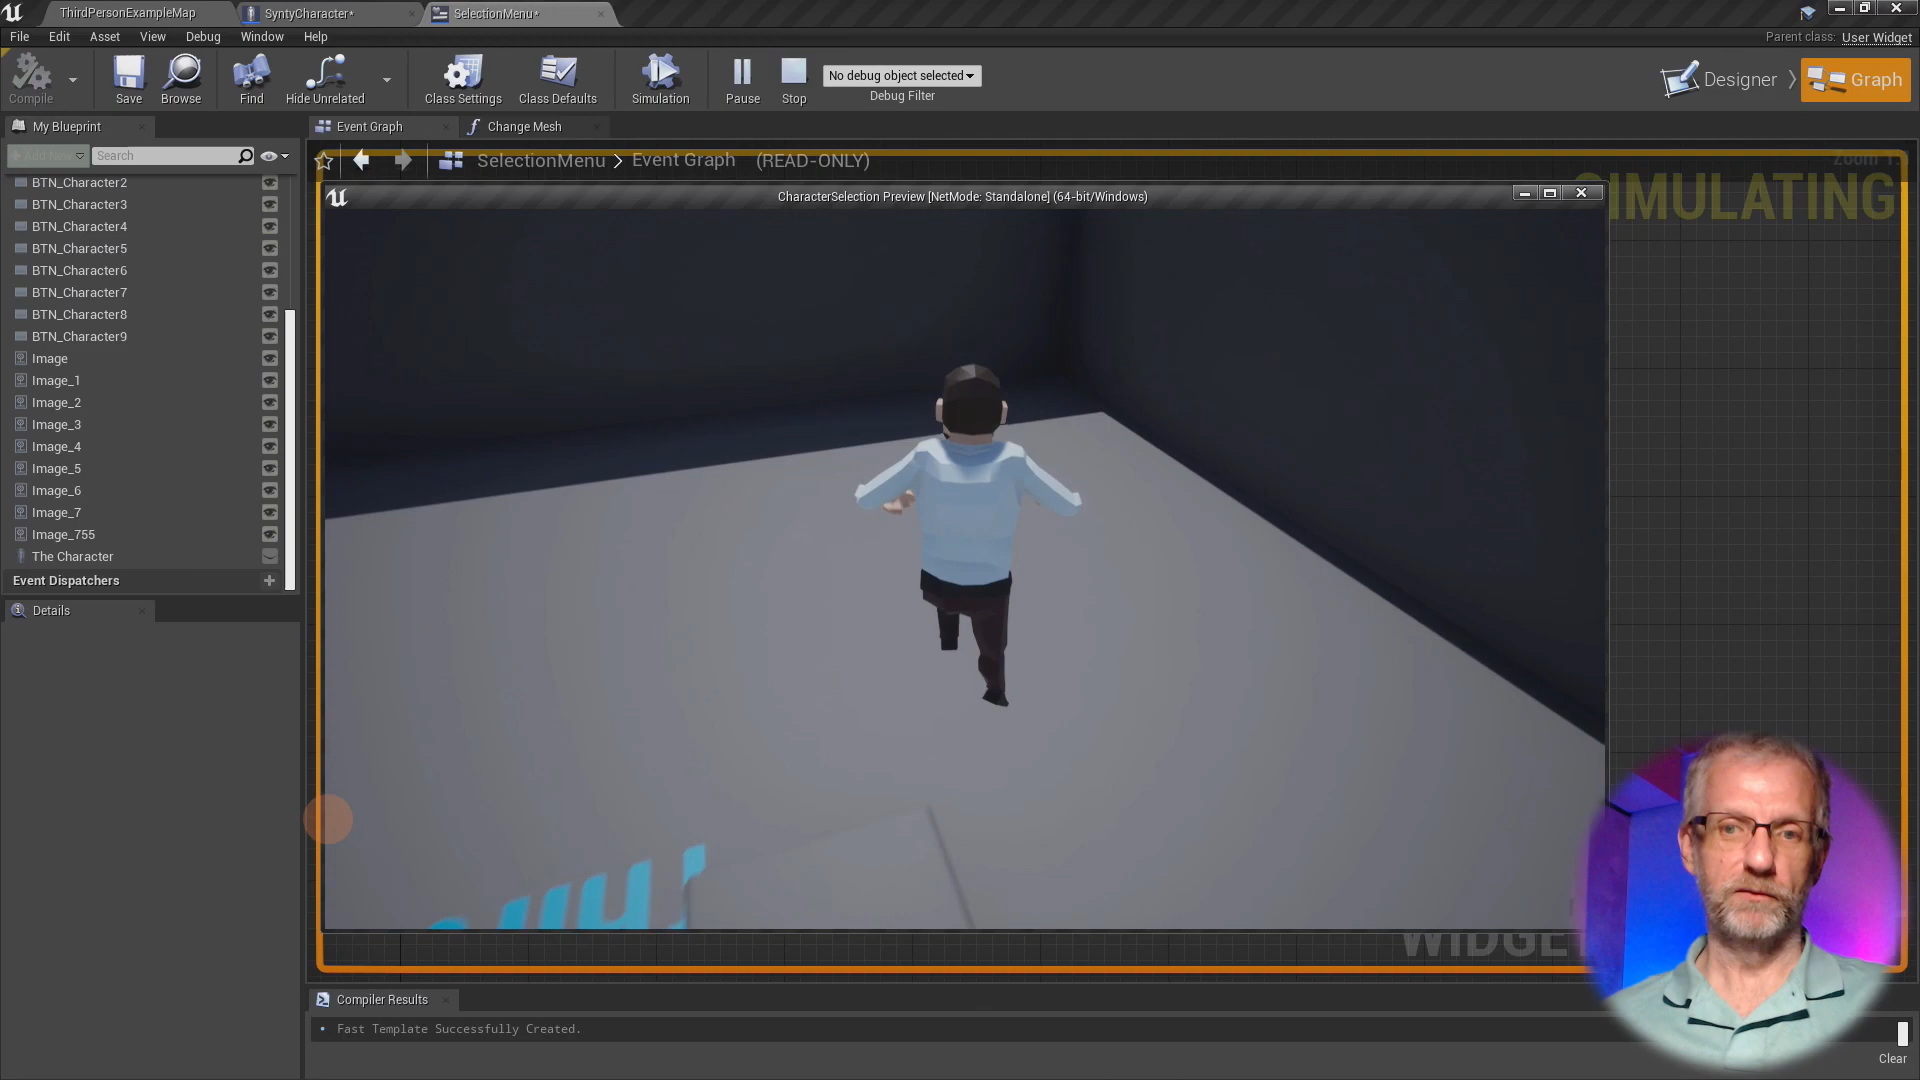 ThirdPersonExampleMap
SyntyCharacter*
SelectionMenu*
File Edit Asset View Debug Window Help
Parent class: User Widget
Compile
Save
Browse
Find
Hide Unrelated
Class Settings
Class Defaults
Simulation
Pause
Stop
No debug object selected
Debug Filter
Designer
Graph
My Blueprint
Event Graph
Change Mesh
+ Add New
Search
SelectionMenu > Event Graph (READ-ONLY)
CharacterSelection Preview [NetMode: Standalone] (64-bit/Windows)
BTN_Character2
BTN_Character3
BTN_Character4
BTN_Character5
BTN_Character6
BTN_Character7
BTN_Character8
BTN_Character9
Image
Image_1
Image_2
Image_3
Image_4
Image_5
Image_6
Image_7
Image_755
The Character
Event Dispatchers
Details
Compiler Results
Fast Template Successfully Created.
Clear